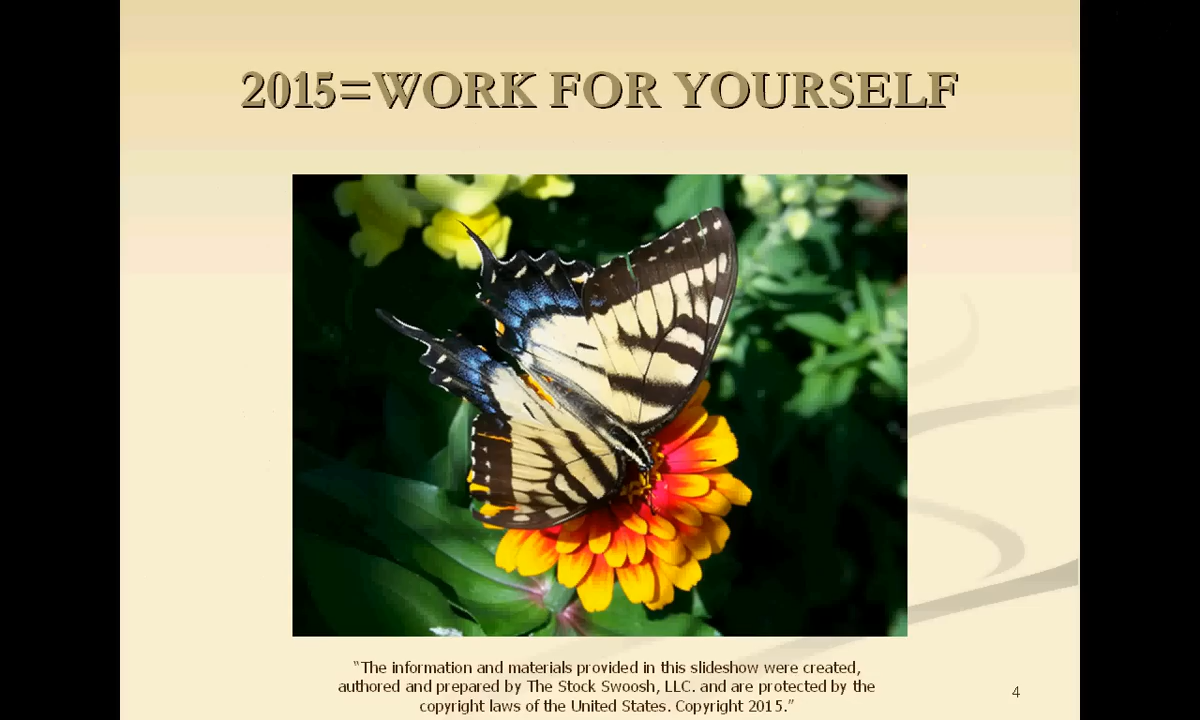 2015=WORK FOR YOURSELF
“The information and materials provided in this slideshow were created,
authored and prepared by The Stock Swoosh, LLC. and are protected by the
copyright laws of the United States. Copyright 2015.”
4